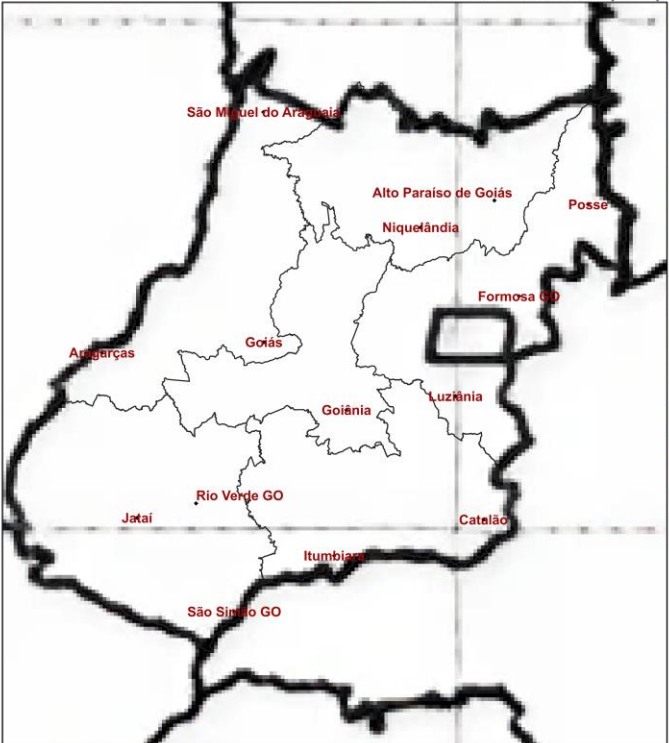 São Miguel do Araguaia
Alto Paraíso de Goiás
Posse
Niquelândia
Formosa GO
Goiás
Aragarças
Luziânia
Goiânia
Rio Verde GO
Jataí
Catalão
Itumbiara
São Simão GO